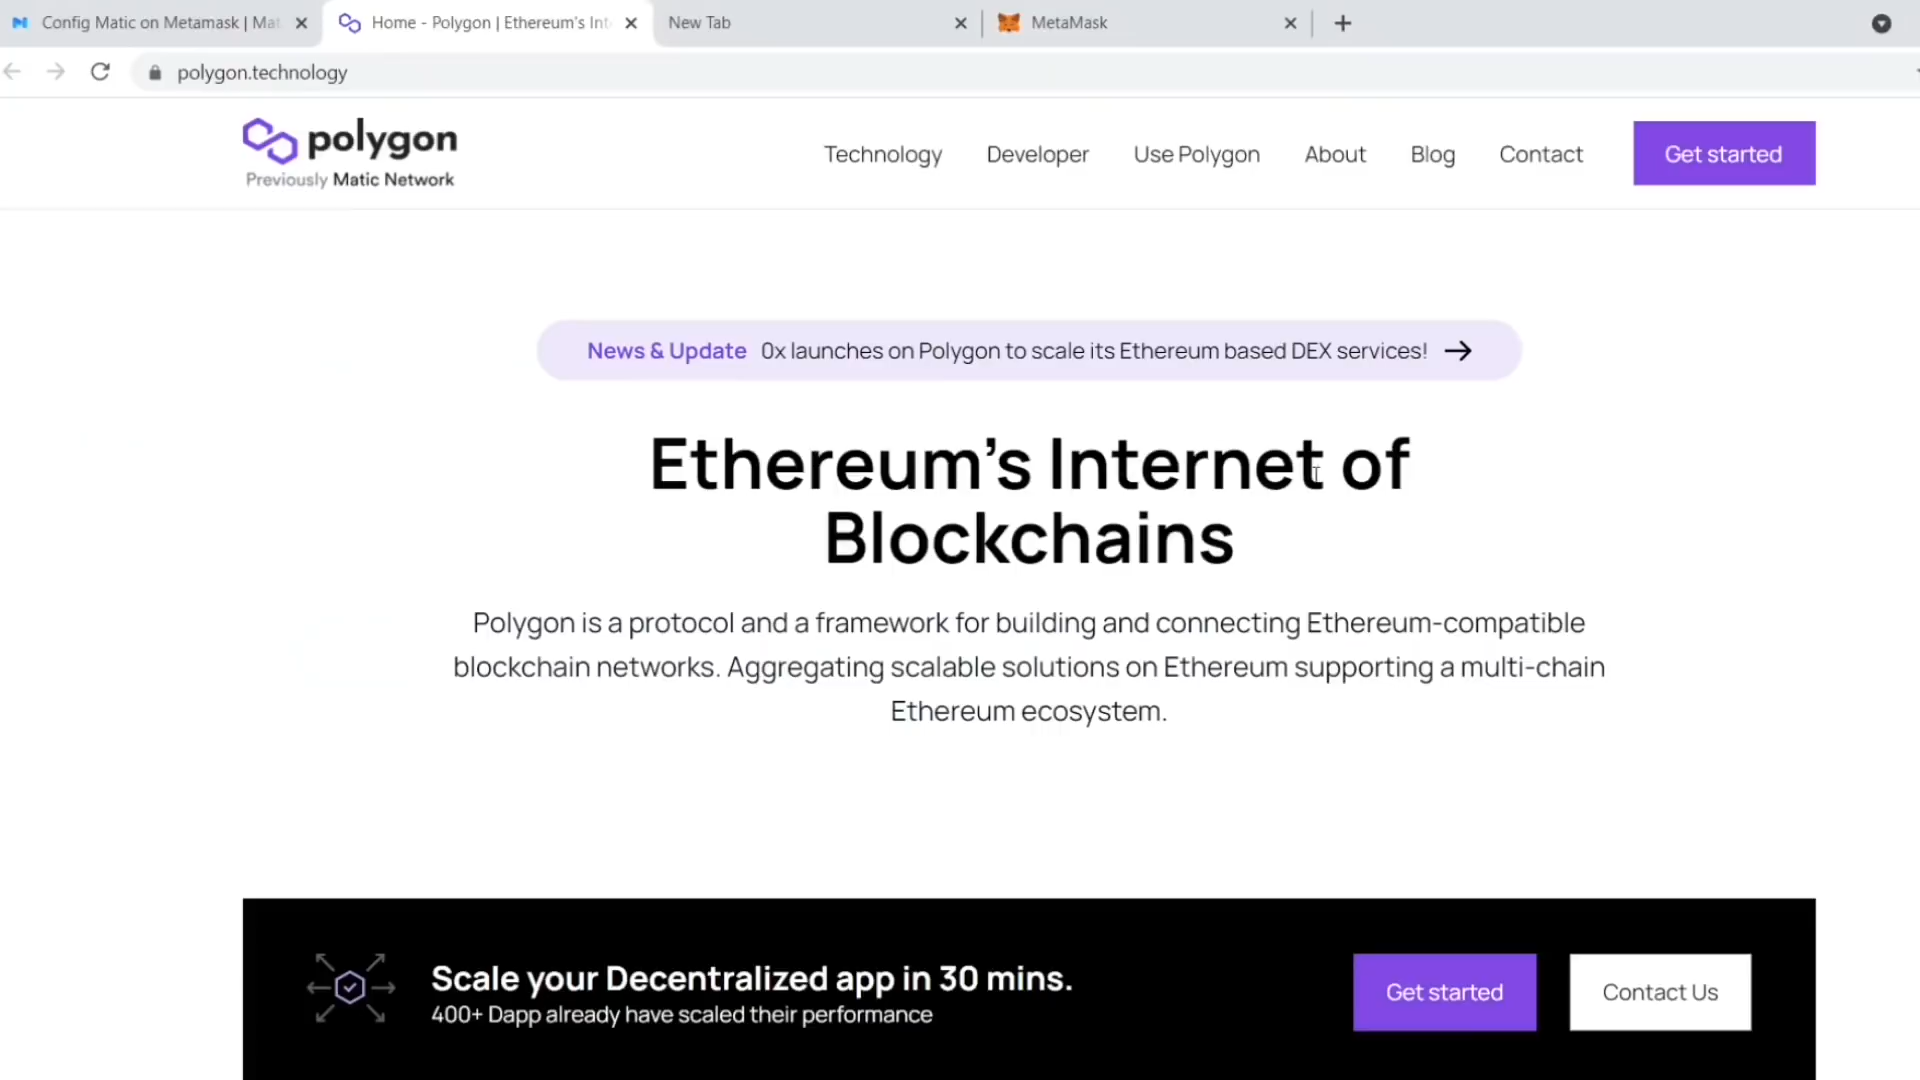 Config Matic on Metamask | Mat
Home - Polygon | Ethereum's Int
New Tab
MetaMask
polygon.technology
polygon
Previously Matic Network
Technology
Developer
Use Polygon
About
Blog
Contact
Get started
News & Update 0x launches on Polygon to scale its Ethereum based DEX services!
Ethereum's Internet of
Blockchains
Polygon is a protocol and a framework for building and connecting Ethereum-compatible
blockchain networks. Aggregating scalable solutions on Ethereum supporting a multi-chain
Ethereum ecosystem.
Scale your Decentralized app in 30 mins.
400+ Dapp already have scaled their performance
Get started
Contact Us